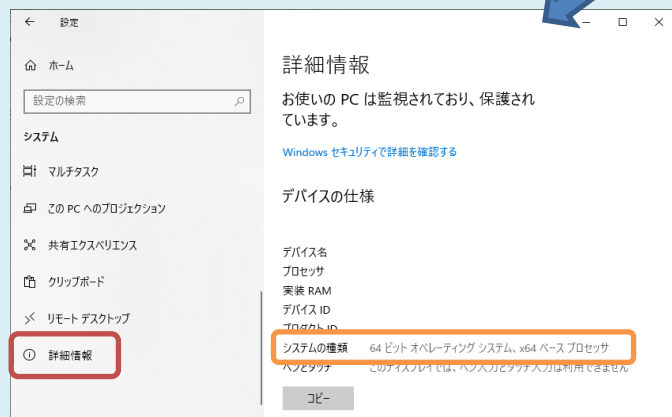 設定
ホーム
設定の検索
システム
マルチタスク
この PC へのプロジェクション
共有エクスペリエンス
クリップボード
リモート デスクトップ
詳細情報
詳細情報
お使いの PC は監視されており、保護され
ています。
Windows セキュリティで詳細を確認する
デバイスの仕様
デバイス名
プロセッサ
実装 RAM
デバイス ID
プロダクト ID
システムの種類 64 ビット オペレーティング システム、x64 ベース プロセッサ
ペンとタッチ このディスプレイでは、ペン入力とタッチ入力は利用できません
コピー